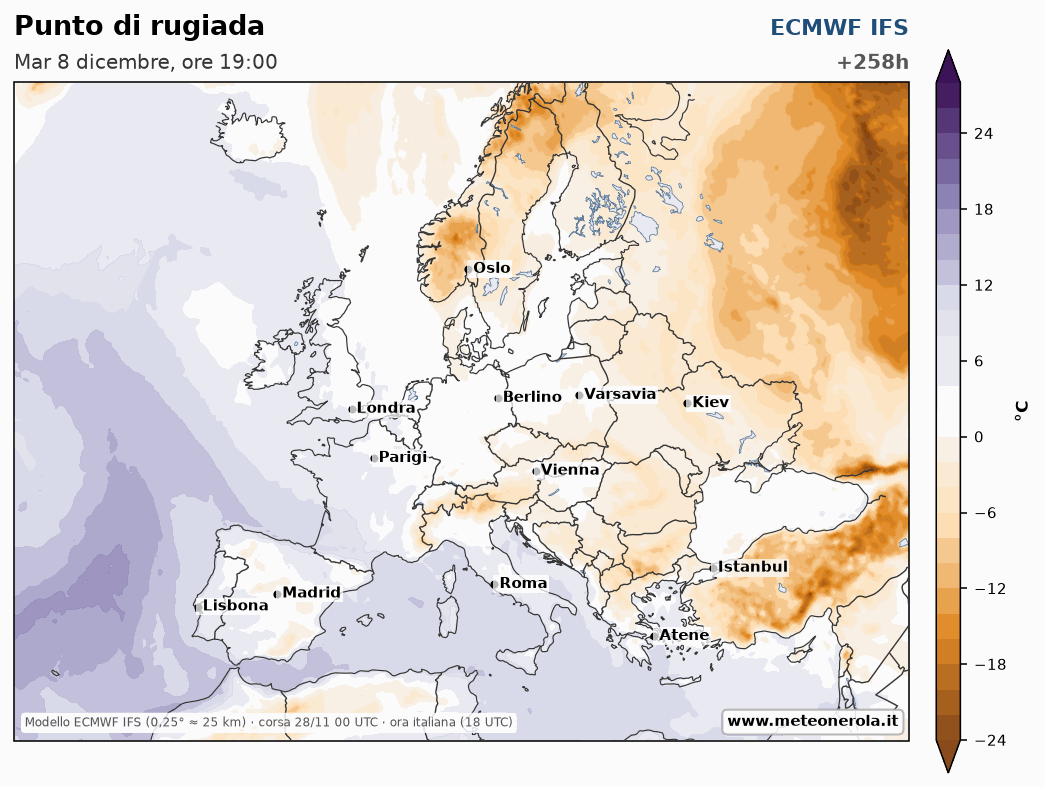 Punto di rugiada
ECMWF IFS
Mar 8 dicembre, ore 19:00
+258h
24
18
12
6
0
−6
−12
−18
−24
°C
Oslo
Berlino
Varsavia
Kiev
Londra
Parigi
Vienna
Istanbul
Roma
Madrid
Lisbona
Atene
Modello ECMWF IFS (0,25° ≈ 25 km) · corsa 28/11 00 UTC · ora italiana (18 UTC)
www.meteonerola.it